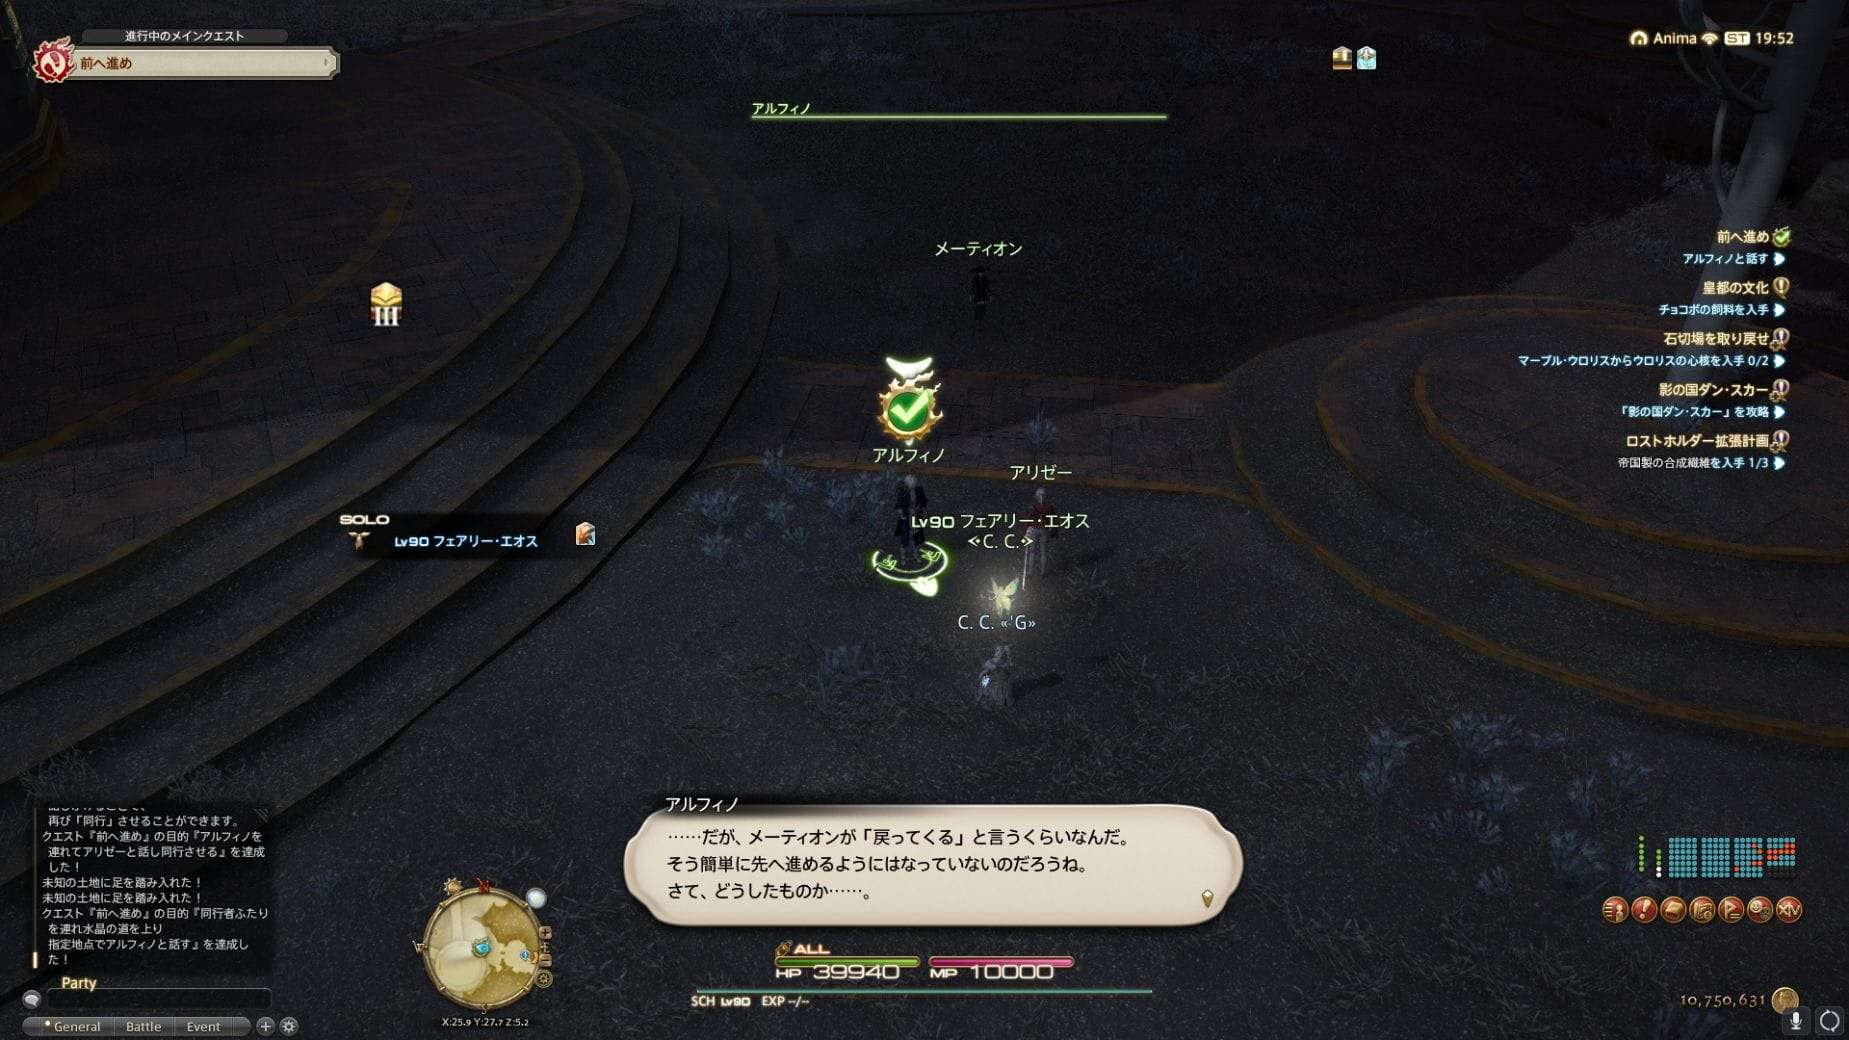 進行中のメインクエスト
前へ進め
Anima ST 19:52
アルフィノ
メーティオン
前へ進め
アルフィノと話す
皇都の文化
チョコボの飼料を入手
石切場を取り戻せ
マーブル・ウロリスからウロリスの心核を入手 0/2
影の国ダン・スカー
「影の国ダン・スカー」を攻略
ロストホルダー拡張計画
帝国製の合成繊維を入手 1/3
III
アルフィノ
アリゼー
Lv90 フェアリー・エオス
<C. C.>
C. C. «'G»
SOLO
Lv90 フェアリー・エオス
アルフィノ
……だが、メーティオンが「戻ってくる」と言うくらいなんだ。
そう簡単に先へ進めるようにはなっていないのだろうね。
さて、どうしたものか……。
再び「同行」させることができます。
クエスト『前へ進め』の目的『アルフィノを
連れてアリゼーと話し同行させる』を達成
した！
未知の土地に足を踏み入れた！
未知の土地に足を踏み入れた！
クエスト『前へ進め』の目的『同行者ふたり
を連れ水晶の道を上り
指定地点でアルフィノと話す』を達成し
た！
Party
General Battle Event
N
X:25.9 Y:27.7 Z:5.2
ALL
HP 39940 MP 10000
SCH Lv90 EXP --/--
XIV
10,750,631